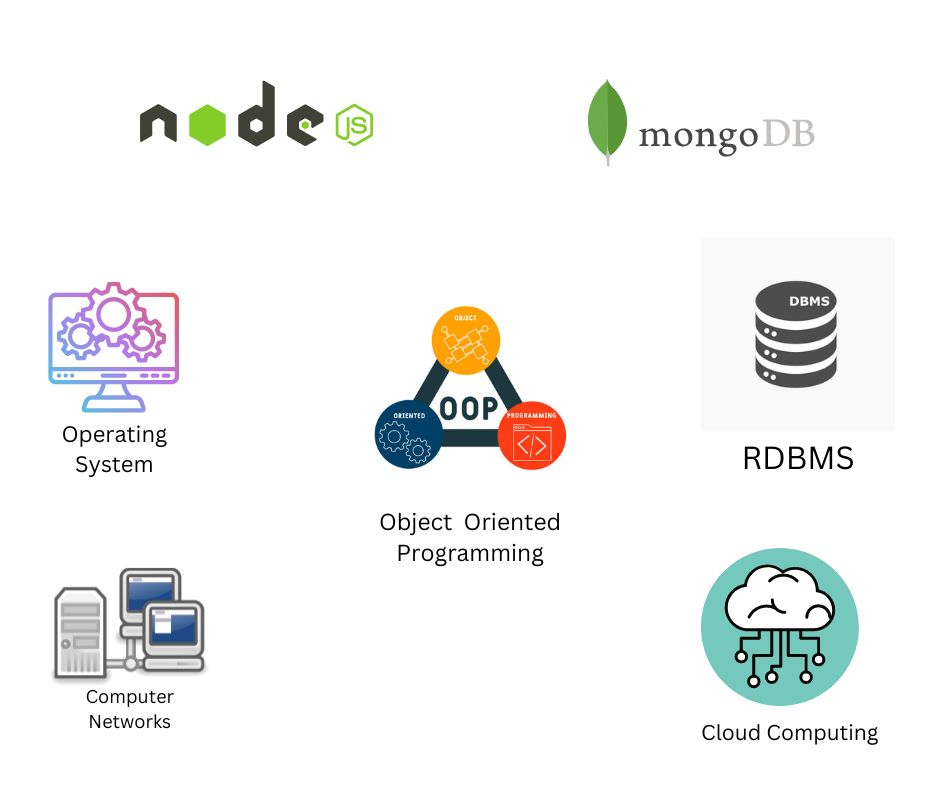 node JS
mongoDB
DBMS
OBJECT
OOP
ORIENTED
PROGRAMMING
</>
Operating
System
RDBMS
Object Oriented
Programming
Computer
Networks
Cloud Computing